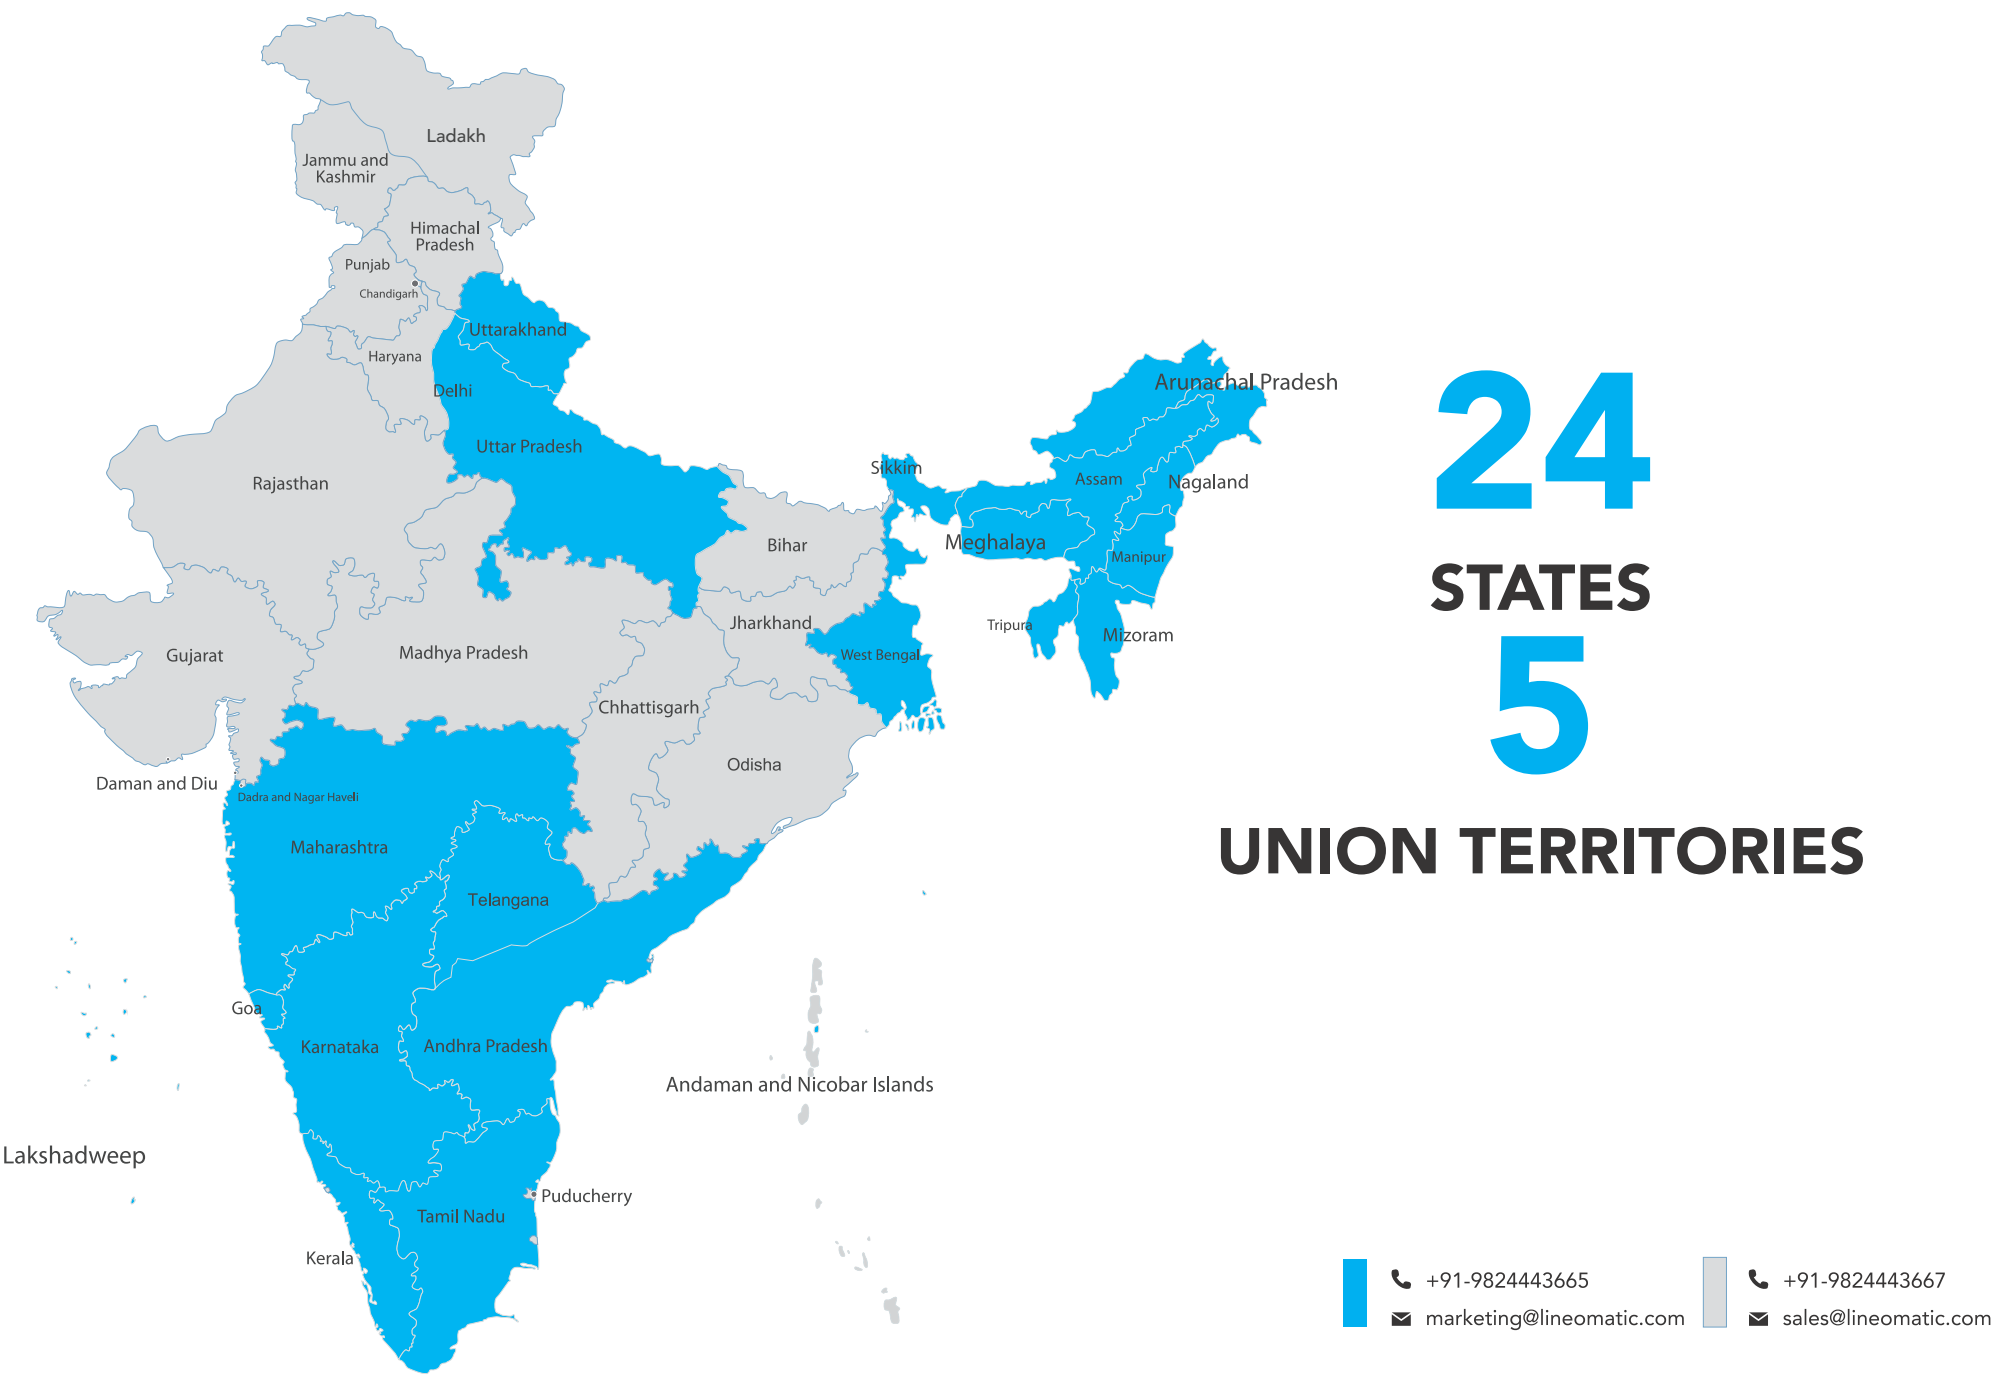 Ladakh
Jammu and
Kashmir
Himachal
Pradesh
Punjab
Chandigarh
Uttarakhand
Haryana
Delhi
Arunachal Pradesh
Uttar Pradesh
Sikkim
Assam
Nagaland
Rajasthan
Bihar
Meghalaya
Manipur
Jharkhand
Tripura
Mizoram
Gujarat
Madhya Pradesh
West Bengal
Chhattisgarh
Odisha
Daman and Diu
Dadra and Nagar Haveli
Maharashtra
Telangana
Goa
Karnataka
Andhra Pradesh
Andaman and Nicobar Islands
Lakshadweep
Puducherry
Tamil Nadu
Kerala
24
STATES
5
UNION TERRITORIES
+91-9824443665
marketing@lineomatic.com
+91-9824443667
sales@lineomatic.com